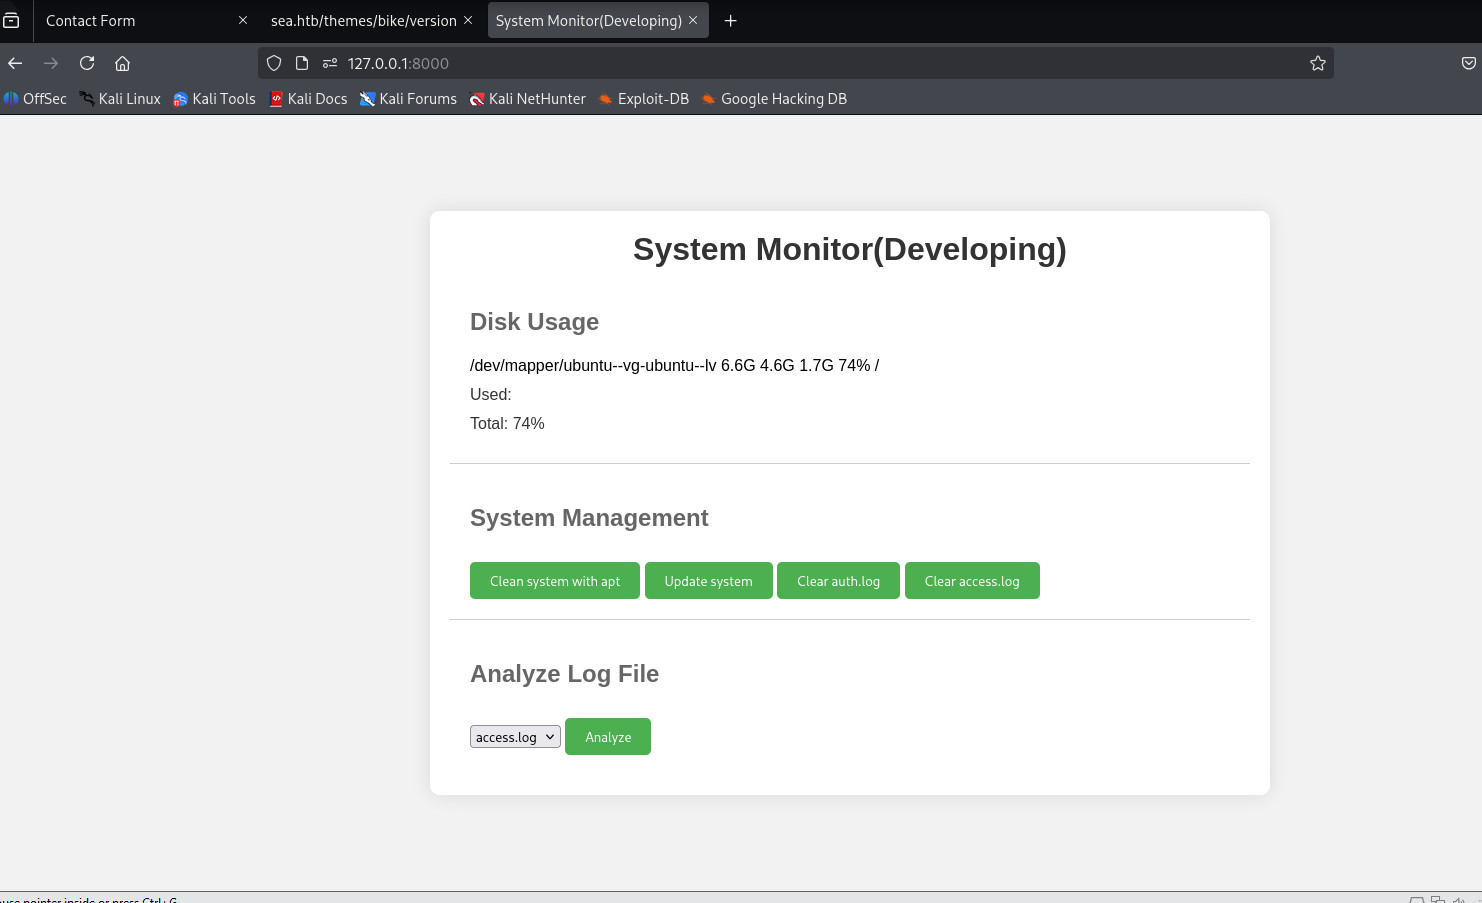 Contact Form
sea.htb/themes/bike/version
System Monitor(Developing)
127.0.0.1:8000
OffSec Kali Linux Kali Tools Kali Docs Kali Forums Kali NetHunter Exploit-DB Google Hacking DB
System Monitor(Developing)
Disk Usage
/dev/mapper/ubuntu--vg-ubuntu--lv 6.6G 4.6G 1.7G 74% /
Used:
Total: 74%
System Management
Clean system with apt Update system Clear auth.log Clear access.log
Analyze Log File
access.log Analyze
pointer inside or press Ctrl+G